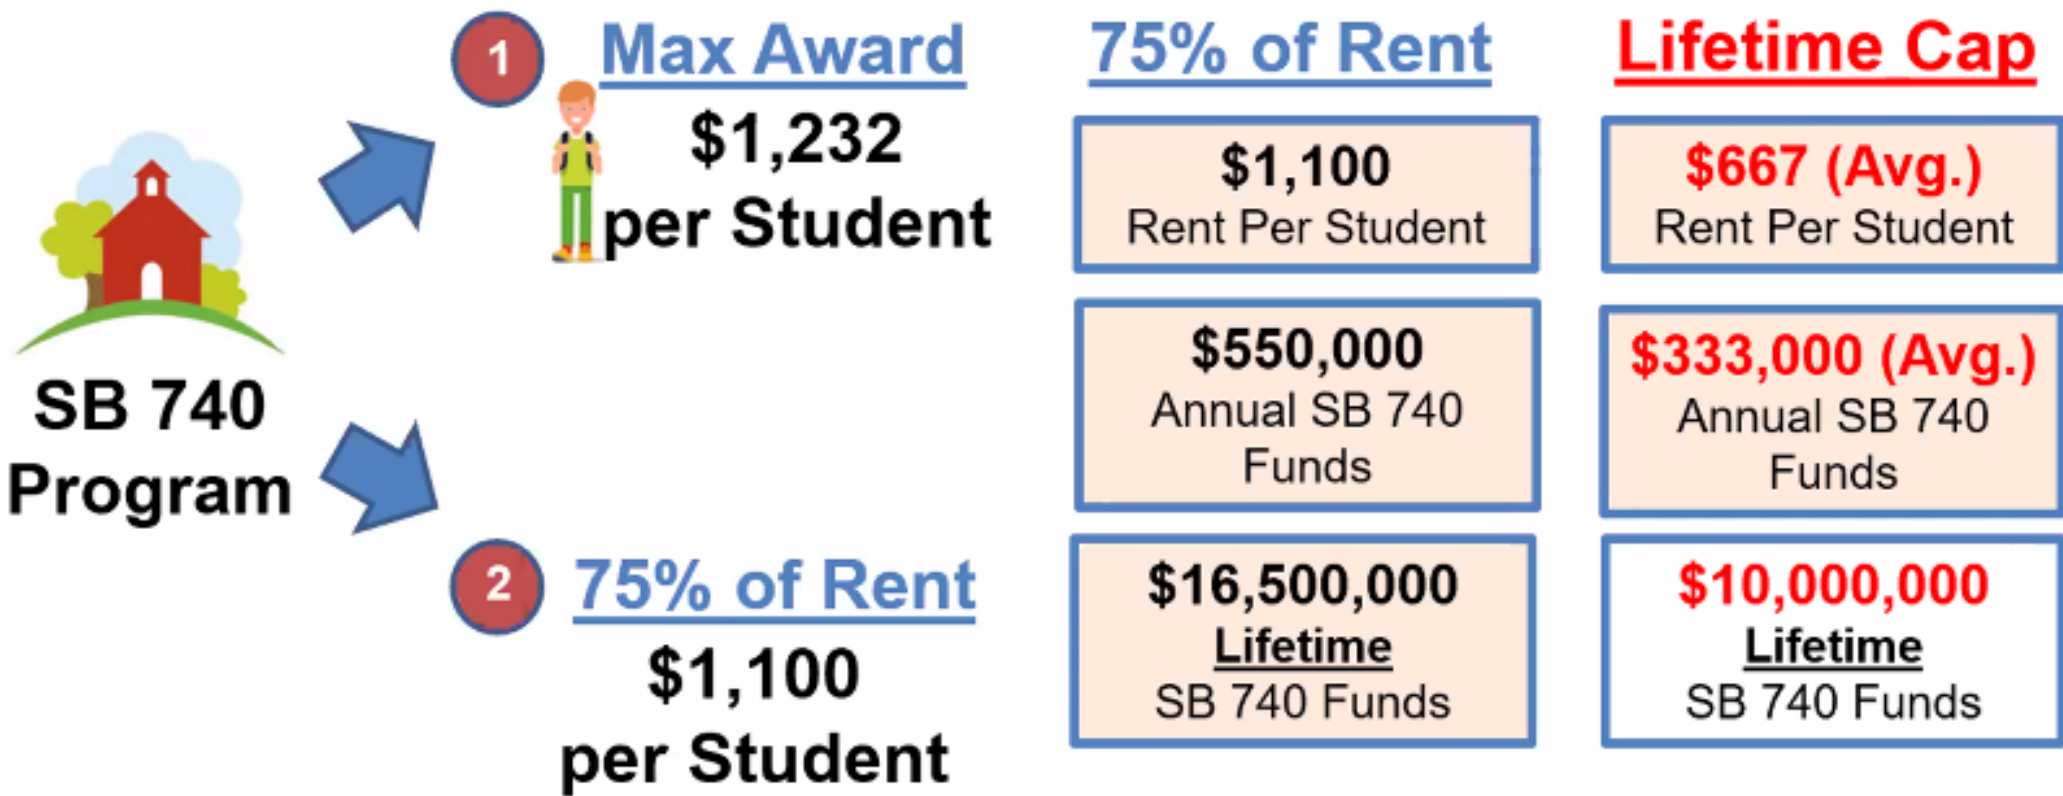 SB 740
Program
1
Max Award
$1,232
per Student
2
75% of Rent
$1,100
per Student
75% of Rent
$1,100
Rent Per Student
$550,000
Annual SB 740
Funds
$16,500,000
Lifetime
SB 740 Funds
Lifetime Cap
$667 (Avg.)
Rent Per Student
$333,000 (Avg.)
Annual SB 740
Funds
$10,000,000
Lifetime
SB 740 Funds